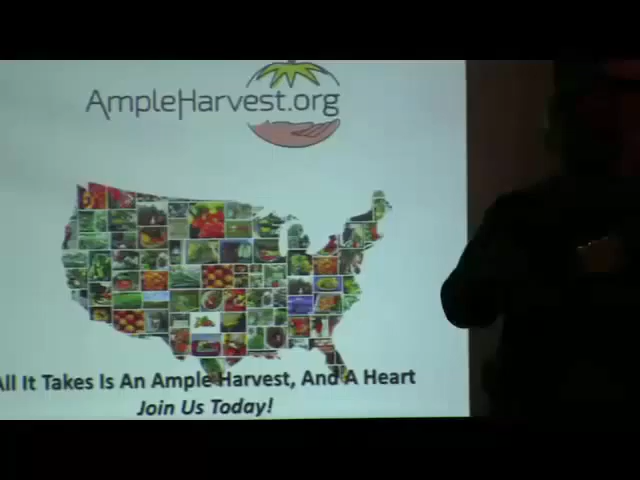 AmpleHarvest.org
All It Takes Is An Ample Harvest, And A Heart
Join Us Today!